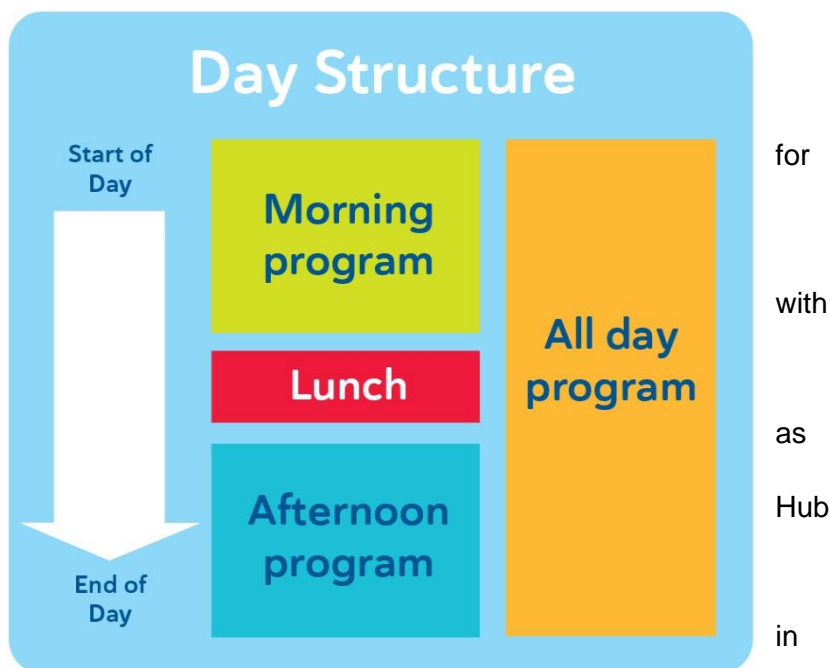 Day Structure
Start of
Day
Morning
program
Lunch
Afternoon
program
All day
program
End of
Day
for
with
as
Hub
in